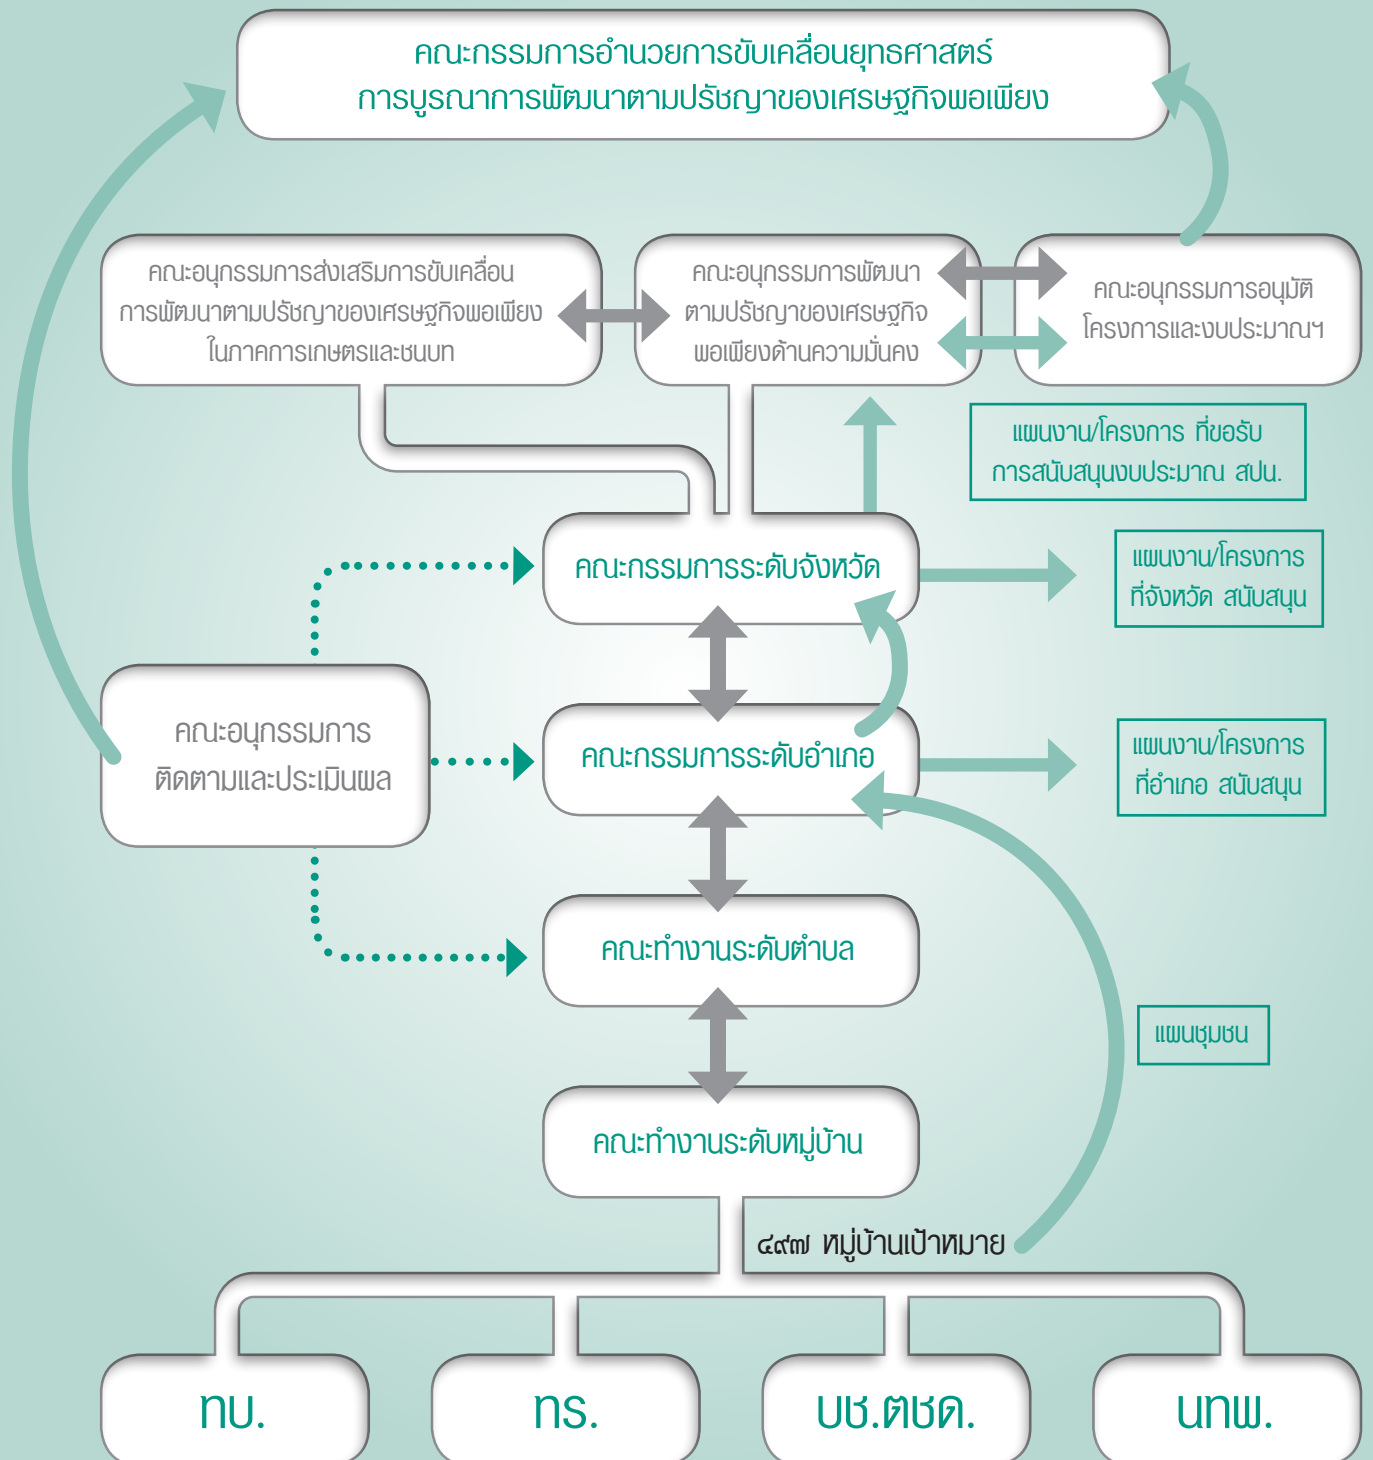 คณะกรรมการอำนวยการขับเคลื่อนยุทธศาสตร์
การบูรณาการพัฒนาตามปรัชญาของเศรษฐกิจพอเพียง
คณะอนุกรรมการส่งเสริมการขับเคลื่อน
การพัฒนาตามปรัชญาของเศรษฐกิจพอเพียง
ในภาคการเกษตรและชนบท
คณะอนุกรรมการพัฒนา
ตามปรัชญาของเศรษฐกิจ
พอเพียงด้านความมั่นคง
คณะอนุกรรมการอนุมัติ
โครงการและงบประมาณฯ
แผนงาน/โครงการ ที่ขอรับ
การสนับสนุนงบประมาณ สปน.
คณะกรรมการระดับจังหวัด
แผนงาน/โครงการ
ที่จังหวัด สนับสนุน
คณะอนุกรรมการ
ติดตามและประเมินผล
คณะกรรมการระดับอำเภอ
แผนงาน/โครงการ
ที่อำเภอ สนับสนุน
คณะทำงานระดับตำบล
แผนชุมชน
คณะทำงานระดับหมู่บ้าน
๔๙๗ หมู่บ้านเป้าหมาย
ทบ.
ทร.
บช.ตชด.
นทพ.